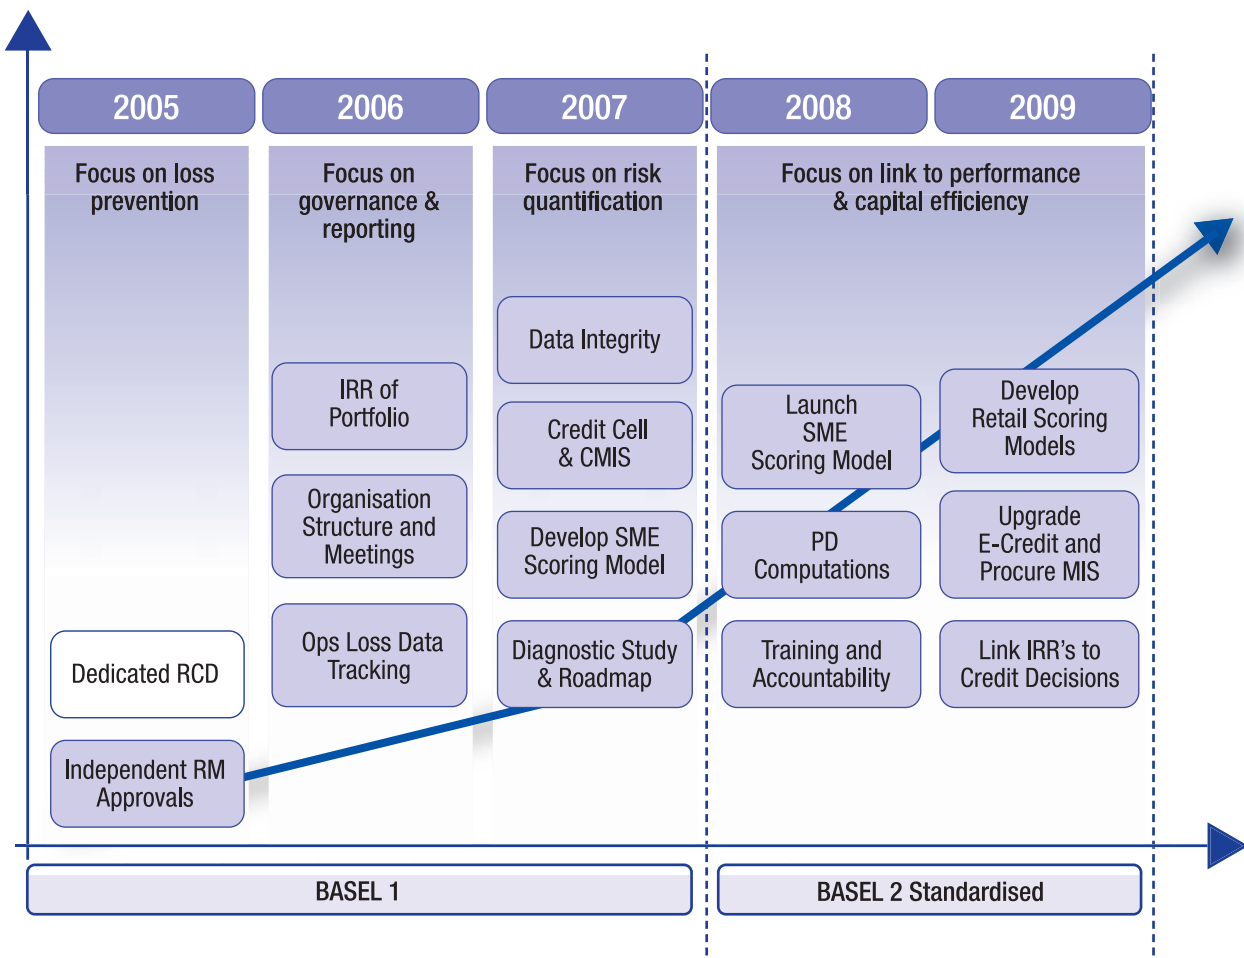 2005
2006
2007
2008
2009
Focus on loss
prevention
Focus on
governance &
reporting
Focus on risk
quantification
Focus on link to performance
& capital efficiency
Dedicated RCD
Independent RM
Approvals
IRR of
Portfolio
Organisation
Structure and
Meetings
Ops Loss Data
Tracking
Data Integrity
Credit Cell
& CMIS
Develop SME
Scoring Model
Diagnostic Study
& Roadmap
Launch
SME
Scoring Model
PD
Computations
Training and
Accountability
Develop
Retail Scoring
Models
Upgrade
E-Credit and
Procure MIS
Link IRR's to
Credit Decisions
BASEL 1
BASEL 2 Standardised